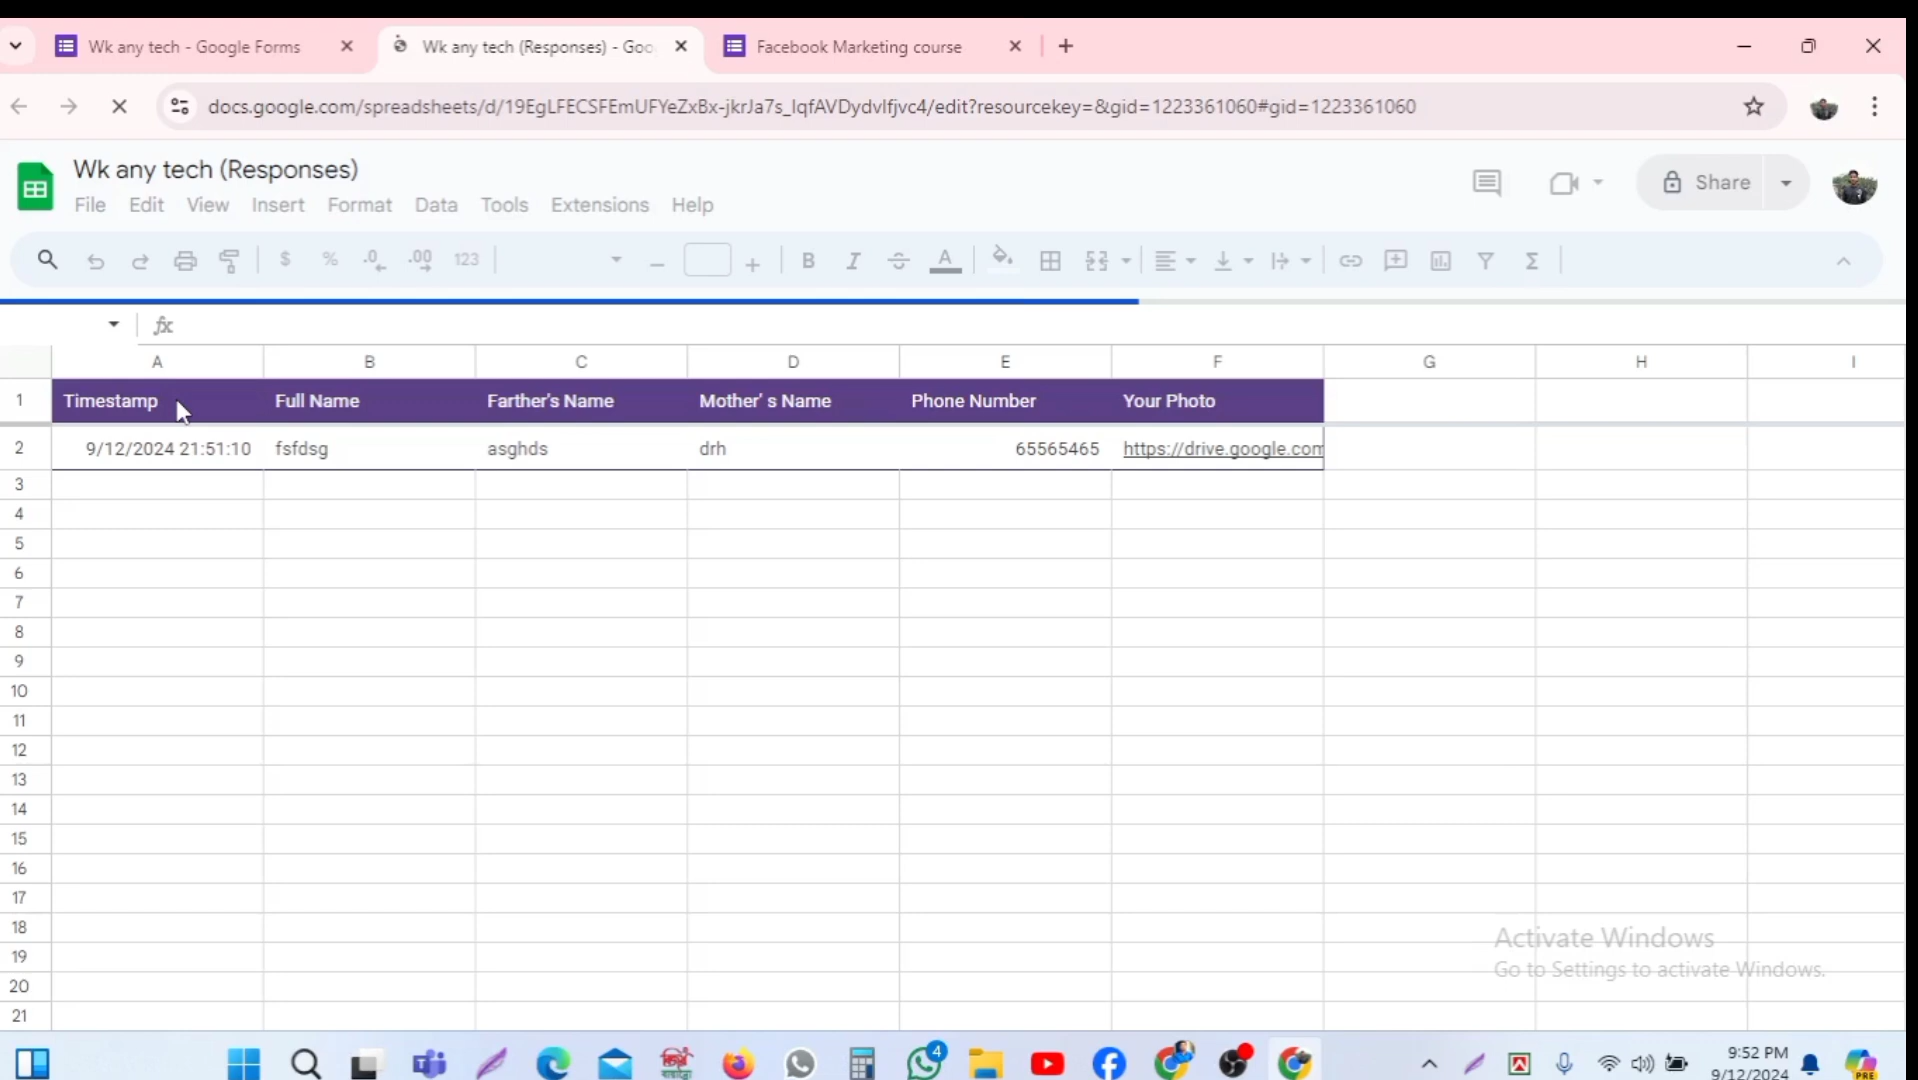 Wk any tech - Google Forms
Wk any tech (Responses) - Goo
Facebook Marketing course
docs.google.com/spreadsheets/d/19EgLFECSFEmUFYeZxBx-jkrJa7s_lqfAVDydvlfjvc4/edit?resourcekey=&gid=1223361060#gid=1223361060
Wk any tech (Responses)
File Edit View Insert Format Data Tools Extensions Help
Share
$ % .0 .00 123 B I A Σ
fx
A B C D E F G H I
1 Timestamp Full Name Farther's Name Mother' s Name Phone Number Your Photo
2 9/12/2024 21:51:10 fsfdsg asghds drh 65565465 https://drive.google.com
3
4
5
6
7
8
9
10
11
12
13
14
15
16
17
18
19
20
21
Activate Windows
Go to Settings to activate Windows.
4
9:52 PM
9/12/2024
PRE